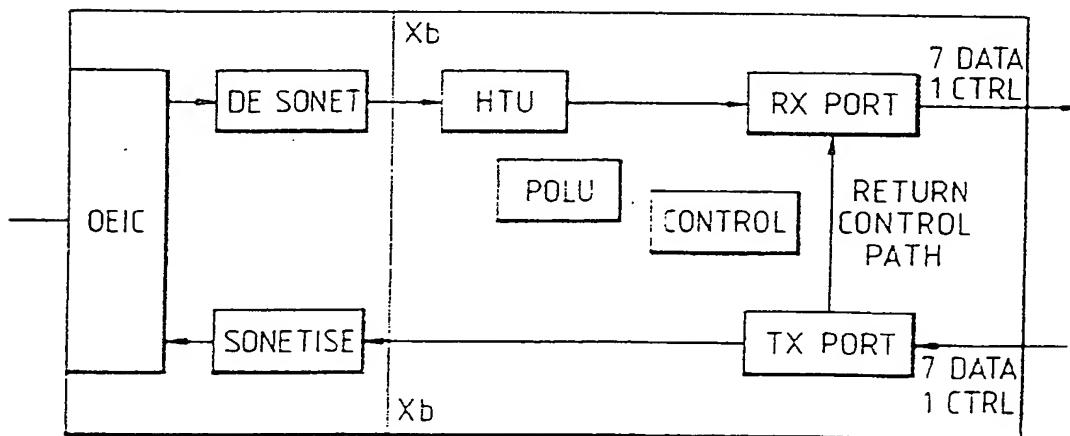 Xb
7 DATA
1 CTRL
DE SONET
HTU
RX PORT
POLU
CONTROL
RETURN
CONTROL
PATH
OEIC
SONETISE
TX PORT
7 DATA
1 CTRL
Xb